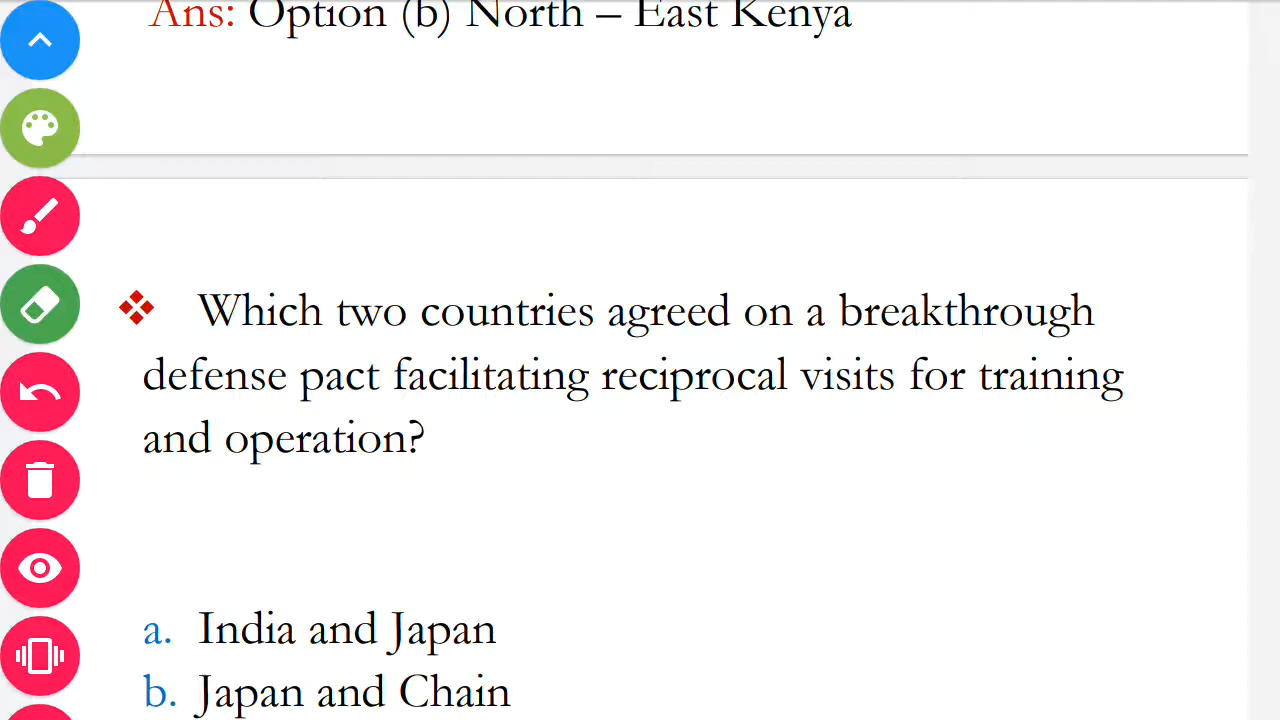 Ans: Option (b) North – East Kenya
❖ Which two countries agreed on a breakthrough
defense pact facilitating reciprocal visits for training
and operation?
a. India and Japan
b. Japan and Chain